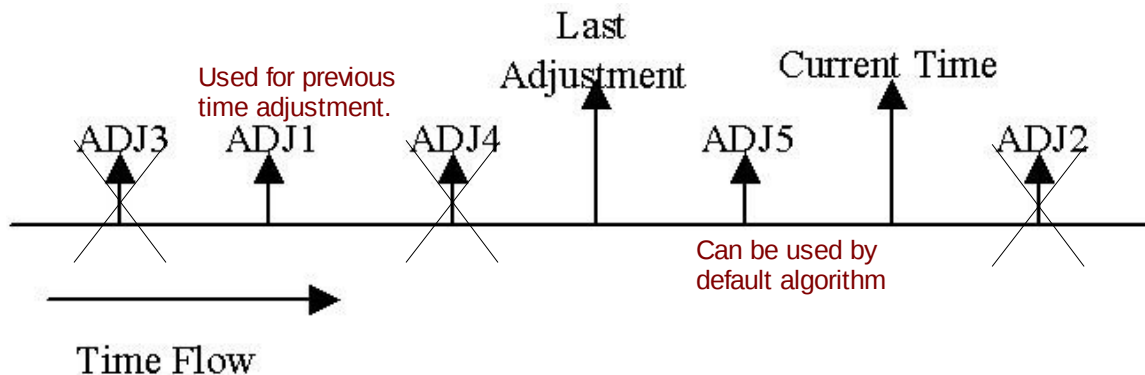 Last
Adjustment
Current Time
Used for previous
time adjustment.
ADJ3 ADJ1 ADJ4 ADJ5 ADJ2
Can be used by
default algorithm
Time Flow